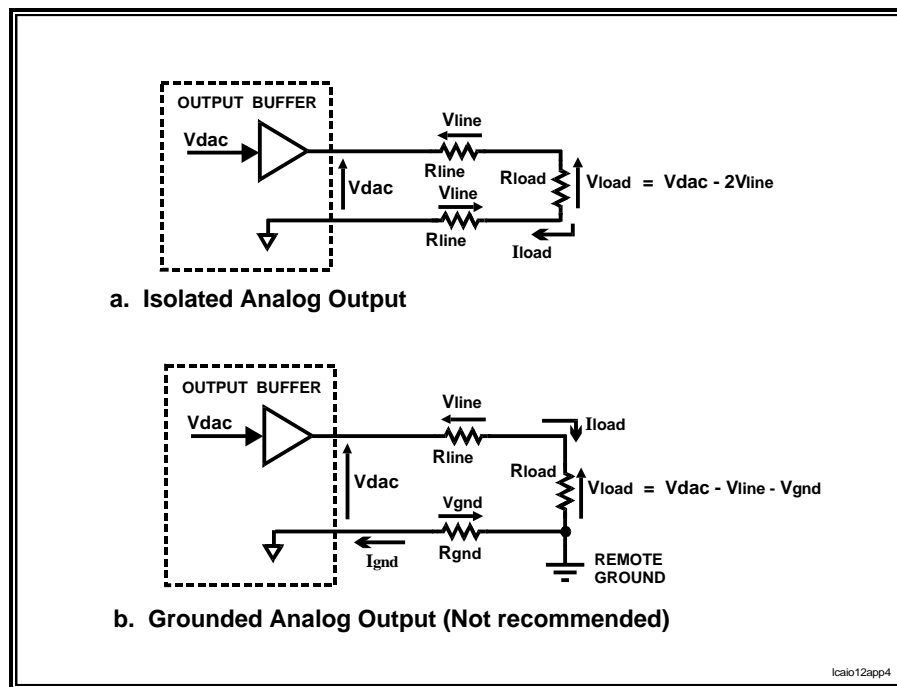 OUTPUT BUFFER
Vdac
Vdac
Vline
Rline
Vline
Rline
Rload
Vload = Vdac - 2Vline
Iload
a. Isolated Analog Output
OUTPUT BUFFER
Vdac
Vdac
Vline
Rline
Iload
Rload
Vload = Vdac - Vline - Vgnd
Vgnd
Rgnd
Ignd
REMOTE
GROUND
b. Grounded Analog Output (Not recommended)
lcaio12app4